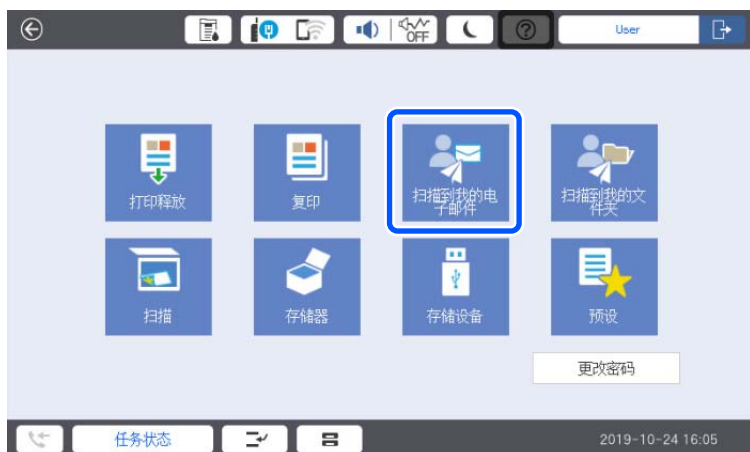 OFF
User
打印释放
复印
扫描到我的电
子邮件
扫描到我的文
件夹
扫描
存储器
存储设备
预设
更改密码
任务状态
2019-10-24 16:05